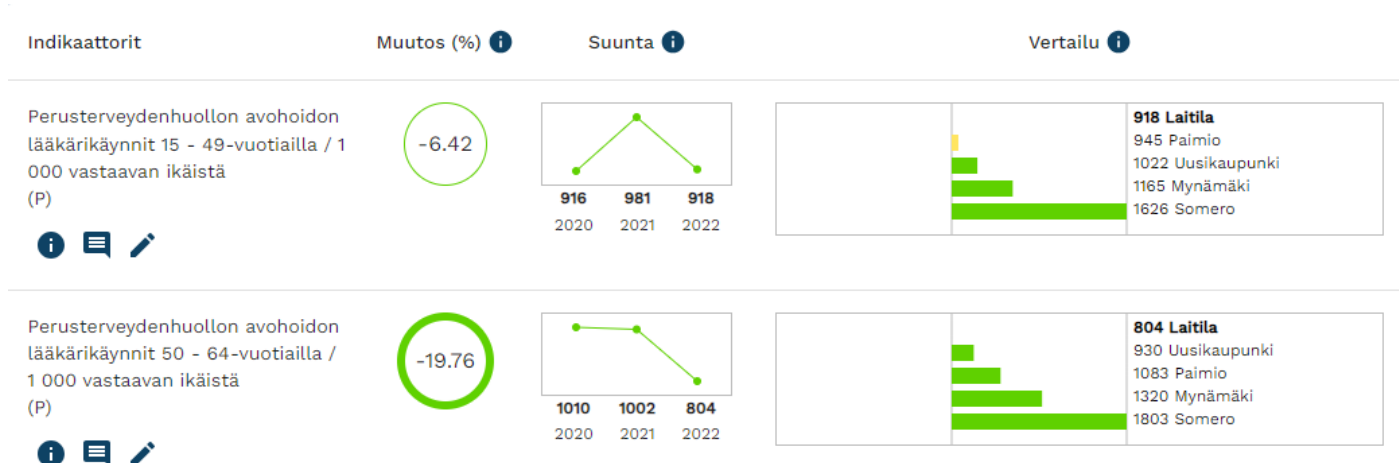 Indikaattorit Muutos (%) Suunta Vertailu
Perusterveydenhuollon avohoidon
lääkärikäynnit 15 - 49-vuotiailla / 1
000 vastaavan ikäistä
(P)
-6.42
916 981 918
2020 2021 2022
918 Laitila
945 Paimio
1022 Uusikaupunki
1165 Mynämäki
1626 Somero
Perusterveydenhuollon avohoidon
lääkärikäynnit 50 - 64-vuotiailla /
1 000 vastaavan ikäistä
(P)
-19.76
1010 1002 804
2020 2021 2022
804 Laitila
930 Uusikaupunki
1083 Paimio
1320 Mynämäki
1803 Somero